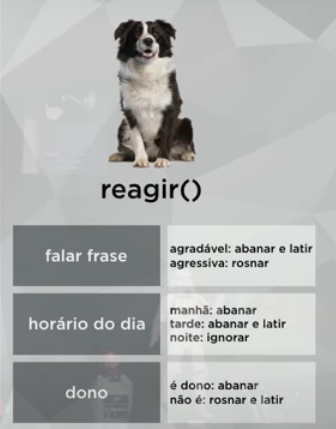 reagir()
falar frase
agradável: abanar e latir
agressiva: rosnar
horário do dia
manhã: abanar
tarde: abanar e latir
noite: ignorar
dono
é dono: abanar
não é: rosnar e latir